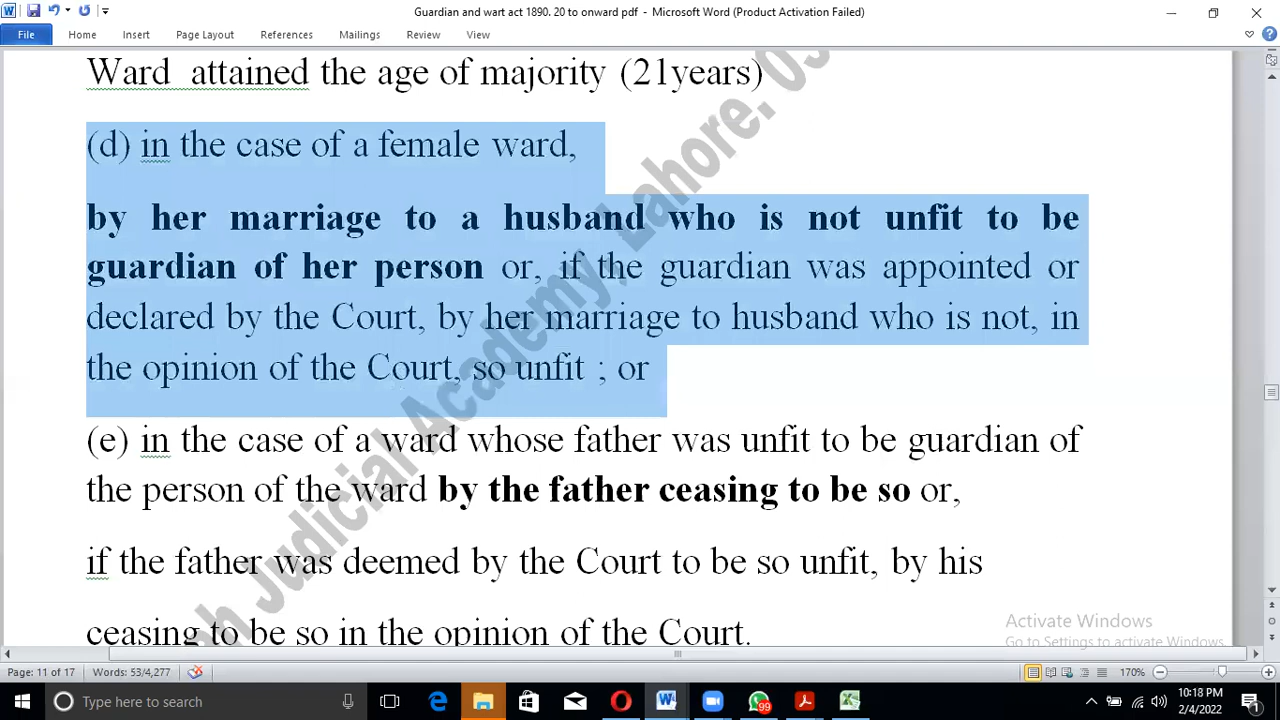 Guardian and wart act 1890. 20 to onward pdf - Microsoft Word (Product Activation Failed)
File Home Insert Page Layout References Mailings Review View
Ward attained the age of majority (21years)
(d) in the case of a female ward,
by her marriage to a husband who is not unfit to be
guardian of her person or, if the guardian was appointed or
declared by the Court, by her marriage to husband who is not, in
the opinion of the Court, so unfit ; or
(e) in the case of a ward whose father was unfit to be guardian of
the person of the ward by the father ceasing to be so or,
if the father was deemed by the Court to be so unfit, by his
ceasing to be so in the opinion of the Court.
Judicial Academy, Lahore. 03
Activate Windows
Go to Settings to activate Windows.
Page: 11 of 17 Words: 53/4,277 170%
Type here to search
99
10:18 PM
2/4/2022
1